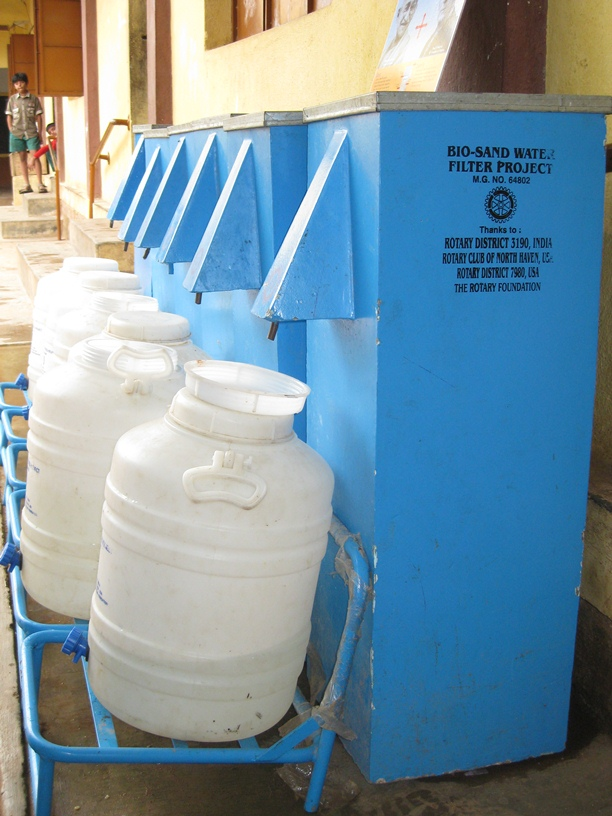 BIO-SAND WATER
FILTER PROJECT
M.G. NO. 64802
Thanks to :
ROTARY DISTRICT 3190, INDIA
ROTARY CLUB OF NORTH HAVEN, USA
ROTARY DISTRICT 7980, USA
THE ROTARY FOUNDATION